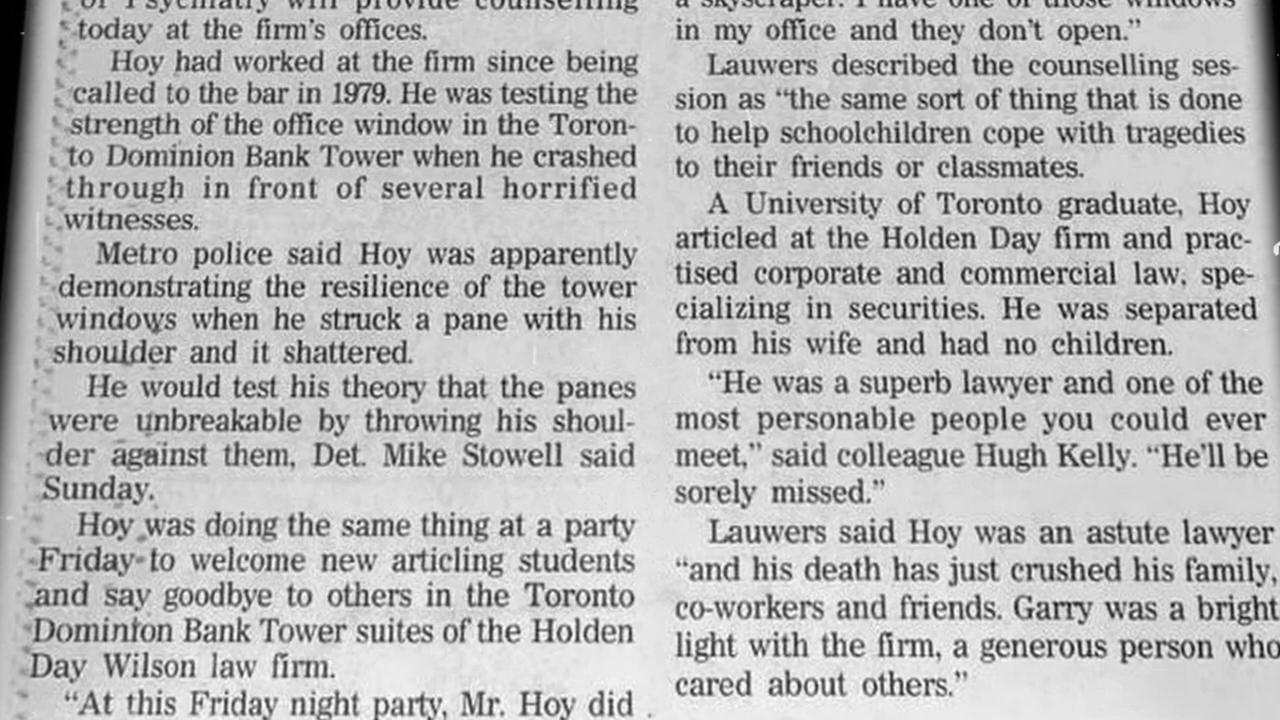 of Psychiatry will provide counselling
today at the firm's offices.
Hoy had worked at the firm since being
called to the bar in 1979. He was testing the
strength of the office window in the Toron-
to Dominion Bank Tower when he crashed
through in front of several horrified
witnesses.
Metro police said Hoy was apparently
demonstrating the resilience of the tower
windows when he struck a pane with his
shoulder and it shattered.
He would test his theory that the panes
were unbreakable by throwing his shoul-
der against them, Det. Mike Stowell said
Sunday.
Hoy was doing the same thing at a party
Friday to welcome new articling students
and say goodbye to others in the Toronto
Dominion Bank Tower suites of the Holden
Day Wilson law firm.
“At this Friday night party, Mr. Hoy did
a skyscraper. I have one of those windows
in my office and they don't open.”
Lauwers described the counselling ses-
sion as “the same sort of thing that is done
to help schoolchildren cope with tragedies
to their friends or classmates.
A University of Toronto graduate, Hoy
articled at the Holden Day firm and prac-
tised corporate and commercial law, spe-
cializing in securities. He was separated
from his wife and had no children.
“He was a superb lawyer and one of the
most personable people you could ever
meet,” said colleague Hugh Kelly. “He'll be
sorely missed.”
Lauwers said Hoy was an astute lawyer
“and his death has just crushed his family,
co-workers and friends. Garry was a bright
light with the firm, a generous person who
cared about others.”